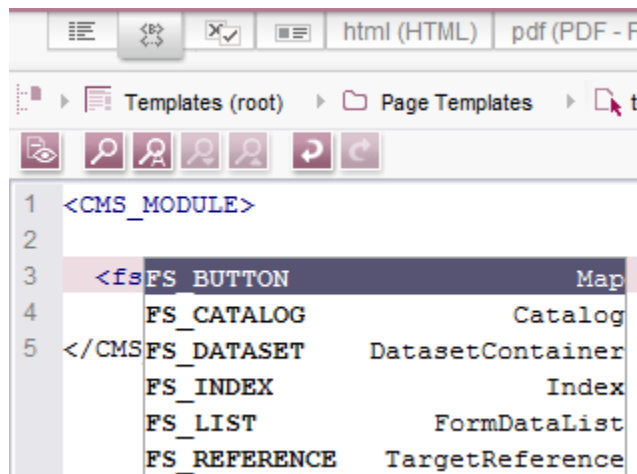 html (HTML) pdf (PDF - F
Templates (root) Page Templates t
1 <CMS_MODULE>
2
3 <fs FS_BUTTON Map
4 FS_CATALOG Catalog
5 </CMS FS_DATASET DatasetContainer
FS_INDEX Index
FS_LIST FormDataList
FS_REFERENCE TargetReference